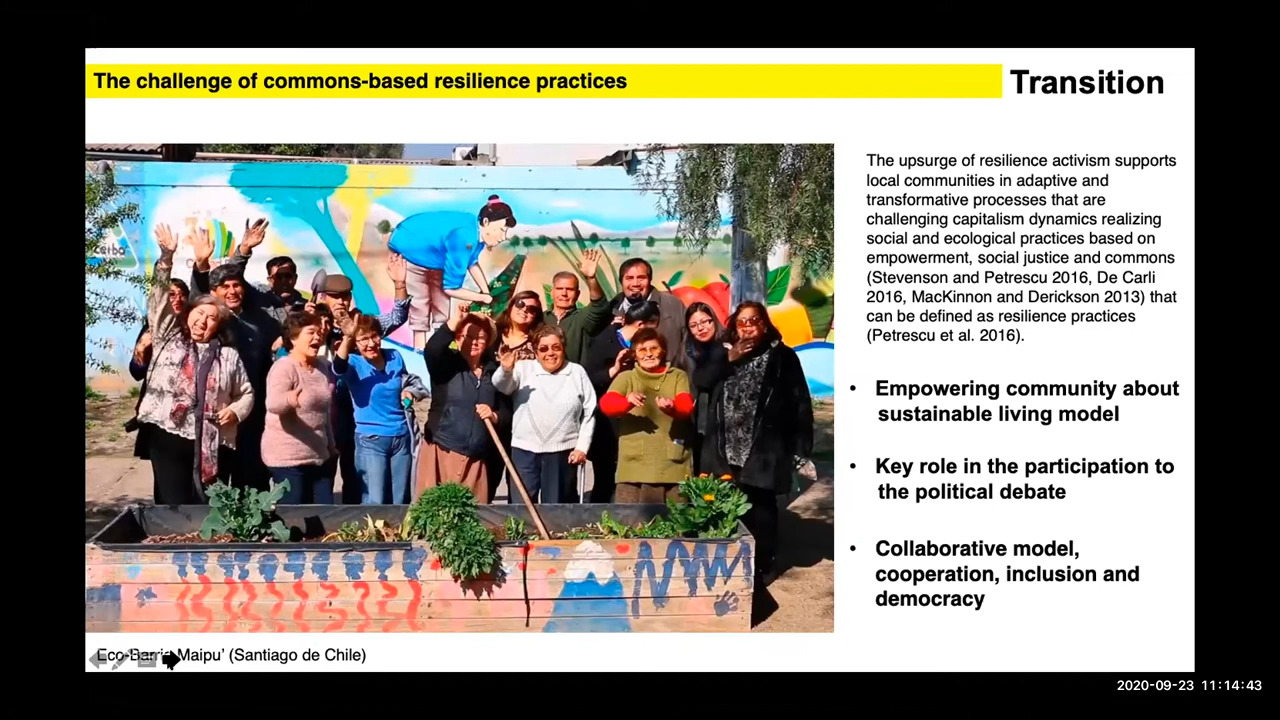 The challenge of commons-based resilience practices
Transition
The upsurge of resilience activism supports
local communities in adaptive and
transformative processes that are
challenging capitalism dynamics realizing
social and ecological practices based on
empowerment, social justice and commons
(Stevenson and Petrescu 2016, De Carli
2016, MacKinnon and Derickson 2013) that
can be defined as resilience practices
(Petrescu et al. 2016).
• Empowering community about
sustainable living model
• Key role in the participation to
the political debate
• Collaborative model,
cooperation, inclusion and
democracy
Eco-Barrio Maipu’ (Santiago de Chile)
2020-09-23 11:14:43